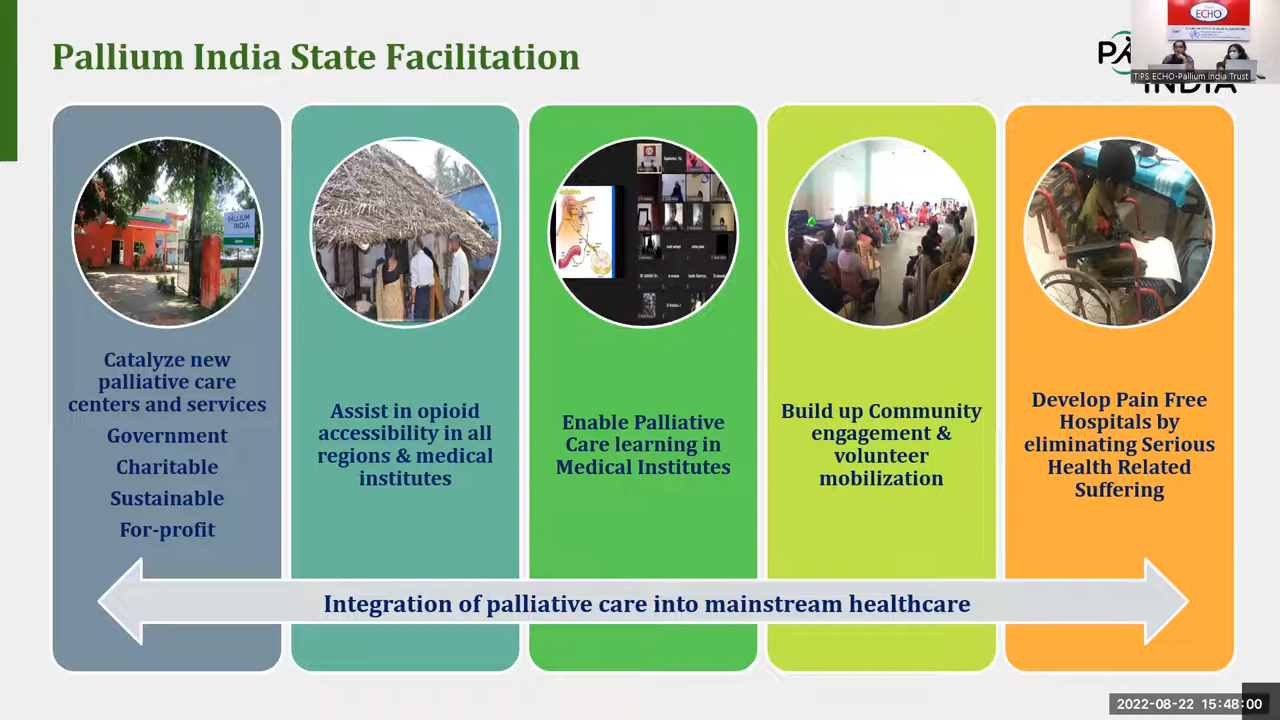 Pallium India State Facilitation
ECHO
INDIA
TIPS ECHO-Pallium India Trust
PALLIUM
INDIA
Catalyze new
palliative care
centers and services
Government
Charitable
Sustainable
For-profit
Assist in opioid
accessibility in all
regions & medical
institutes
Enable Palliative
Care learning in
Medical Institutes
Build up Community
engagement &
volunteer
mobilization
Develop Pain Free
Hospitals by
eliminating Serious
Health Related
Suffering
Integration of palliative care into mainstream healthcare
2022-08-22 15:48:00